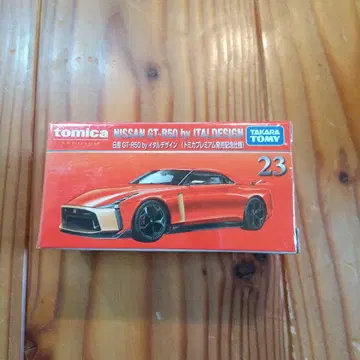 tomica
PREMIUM
NISSAN GT-R50 by ITALDESIGN
日産 GT-R50 by イタルデザイン (トミカプレミアム発売記念仕様)
TAKARA
TOMY
23